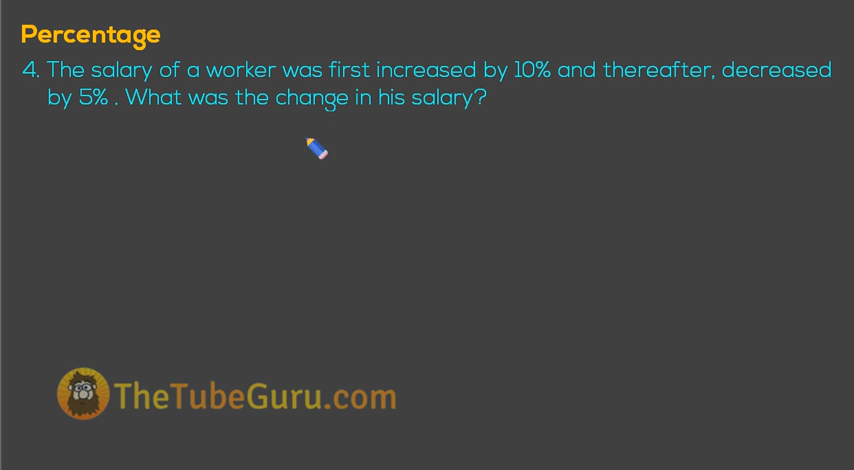 Percentage
4. The salary of a worker was first increased by 10% and thereafter, decreased
by 5% . What was the change in his salary?
TheTubeGuru.com